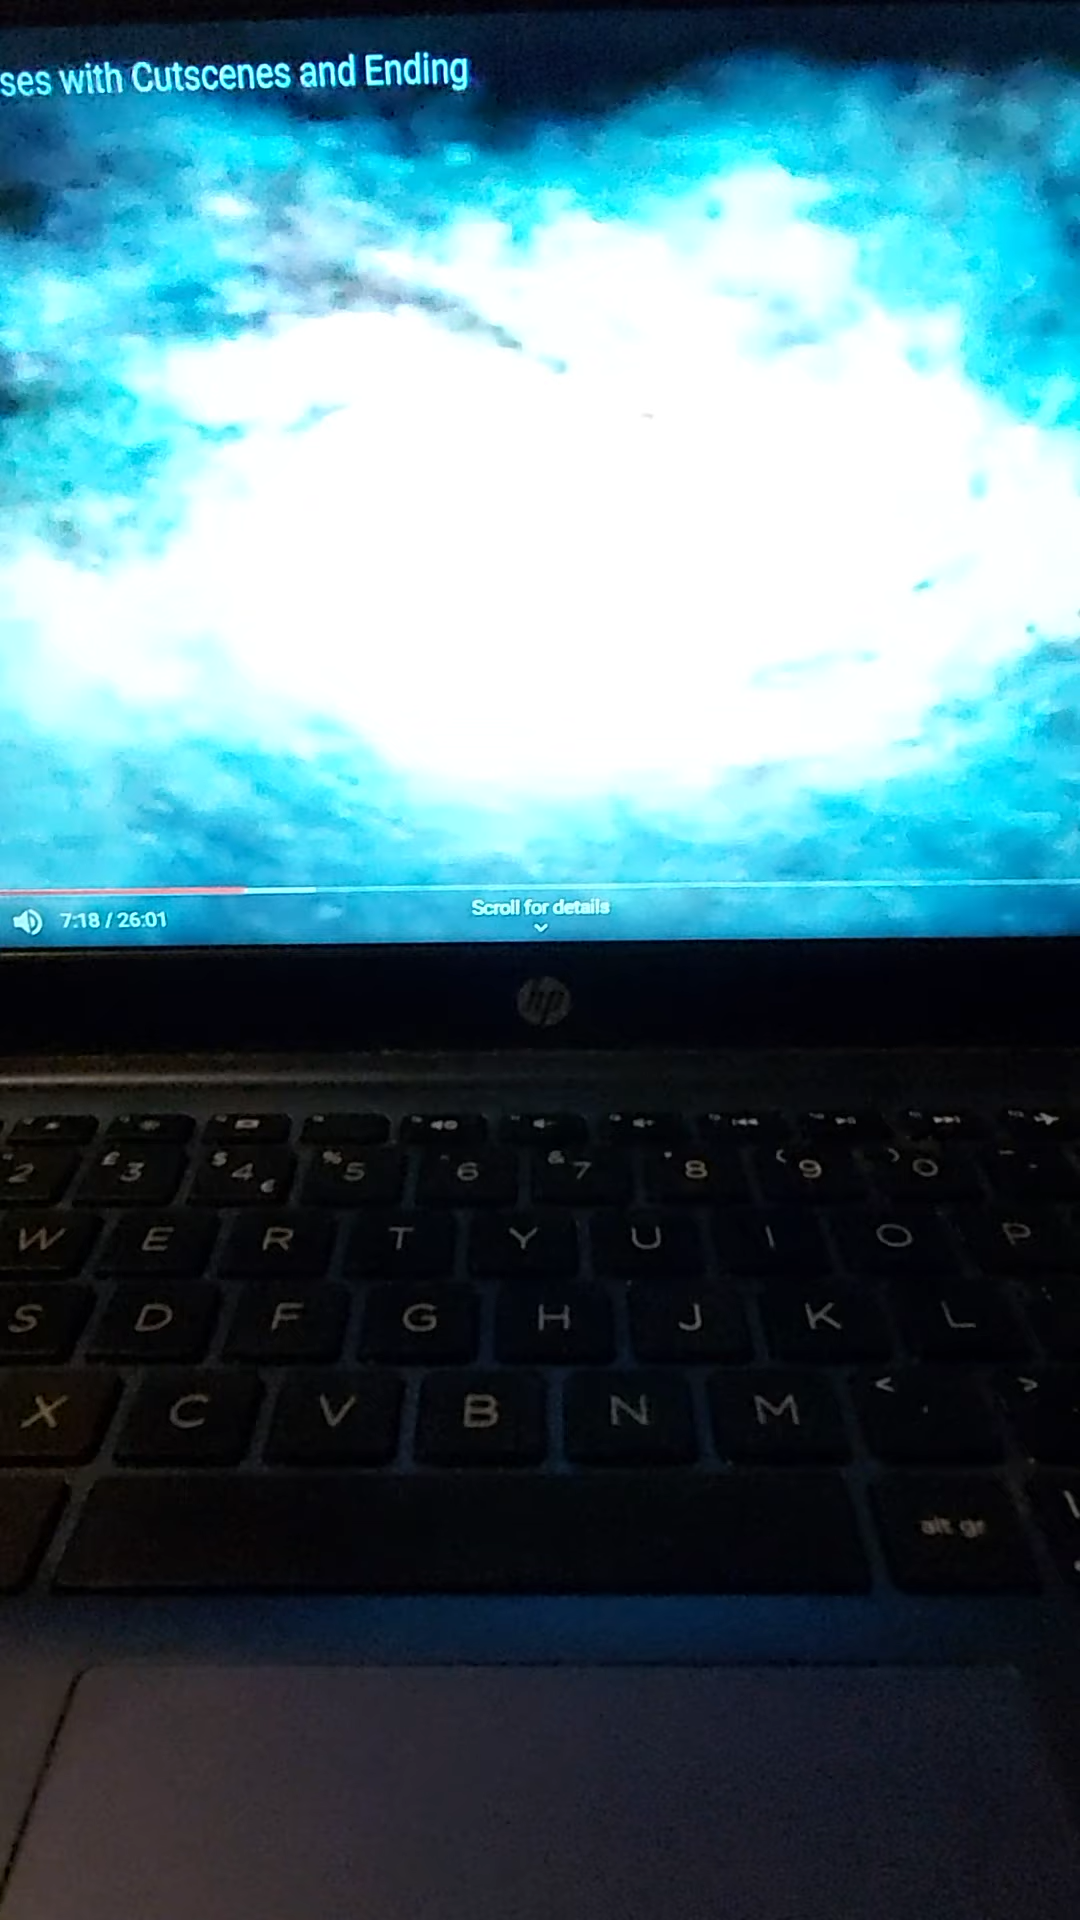 ses with Cutscenes and Ending
7:18 / 26:01
Scroll for details
hp
2 £ 3 $ 4 € % 5 6 & 7 8 ( 9 ) 0
W E R T Y U I O P
S D F G H J K L
X C V B N M < >
alt gr